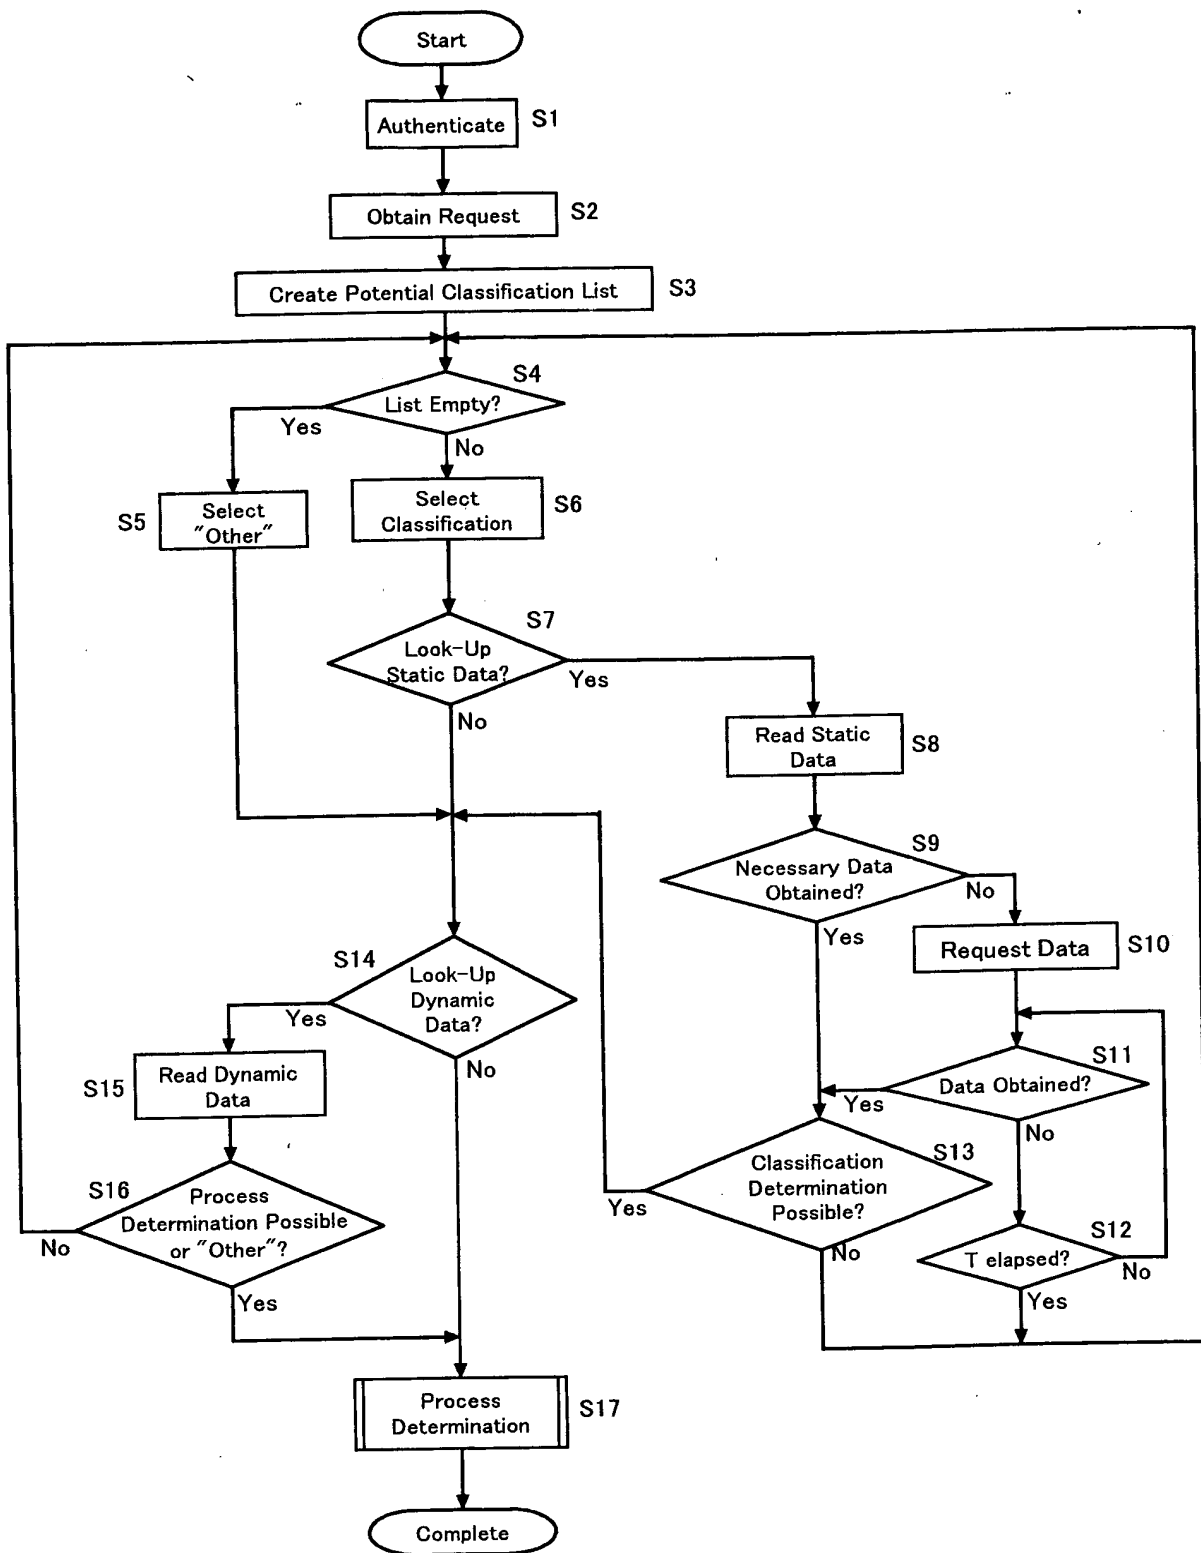 Start
Authenticate
S1
Obtain Request
S2
Create Potential Classification List
S3
S4
List Empty?
Yes
No
S5
Select
"Other"
Select
Classification
S6
S7
Look-Up
Static Data?
Yes
No
Read Static
Data
S8
S9
Necessary Data
Obtained?
No
Yes
Request Data
S10
S14
Look-Up
Dynamic
Data?
Yes
No
S15
Read Dynamic
Data
S11
Data Obtained?
Yes
No
S13
Classification
Determination
Possible?
Yes
No
S16
Process
Determination Possible
or "Other"?
No
Yes
S12
T elapsed?
No
Yes
Process
Determination
S17
Complete